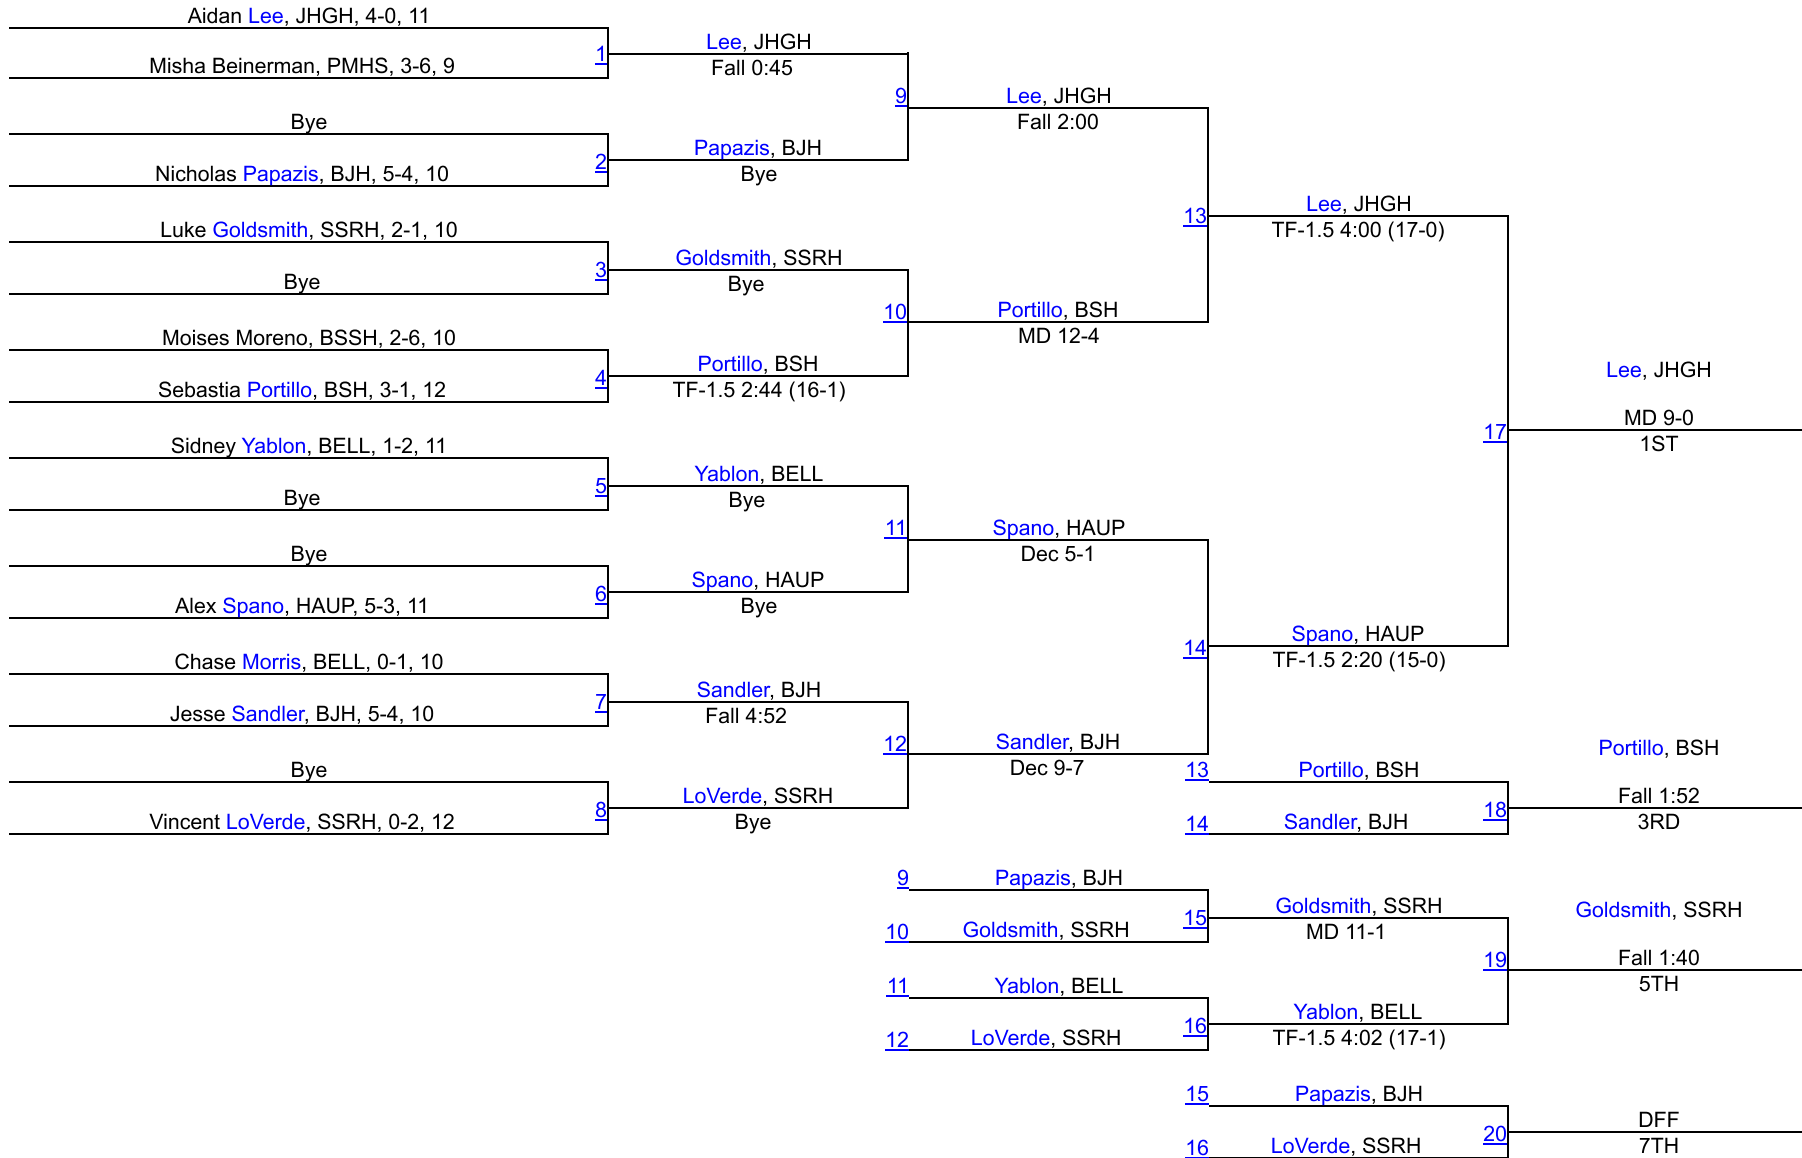 Aidan Lee, JHGH, 4-0, 11
1
Misha Beinerman, PMHS, 3-6, 9
Lee, JHGH
Fall 0:45
9
Bye
2
Nicholas Papazis, BJH, 5-4, 10
Papazis, BJH
Bye
Lee, JHGH
Fall 2:00
Luke Goldsmith, SSRH, 2-1, 10
3
Bye
Goldsmith, SSRH
Bye
10
Moises Moreno, BSSH, 2-6, 10
4
Sebastia Portillo, BSH, 3-1, 12
Portillo, BSH
TF-1.5 2:44 (16-1)
Portillo, BSH
MD 12-4
13
Lee, JHGH
TF-1.5 4:00 (17-0)
Sidney Yablon, BELL, 1-2, 11
5
Bye
Yablon, BELL
Bye
11
Bye
6
Alex Spano, HAUP, 5-3, 11
Spano, HAUP
Bye
Spano, HAUP
Dec 5-1
Chase Morris, BELL, 0-1, 10
7
Jesse Sandler, BJH, 5-4, 10
Sandler, BJH
Fall 4:52
12
Bye
8
Vincent LoVerde, SSRH, 0-2, 12
LoVerde, SSRH
Bye
Sandler, BJH
Dec 9-7
14
Spano, HAUP
TF-1.5 2:20 (15-0)
17
Lee, JHGH
MD 9-0
1ST
13
Portillo, BSH
14
Sandler, BJH
18
Portillo, BSH
Fall 1:52
3RD
9
Papazis, BJH
10
Goldsmith, SSRH
15
Goldsmith, SSRH
MD 11-1
11
Yablon, BELL
12
LoVerde, SSRH
16
Yablon, BELL
TF-1.5 4:02 (17-1)
19
Goldsmith, SSRH
Fall 1:40
5TH
15
Papazis, BJH
16
LoVerde, SSRH
20
DFF
7TH